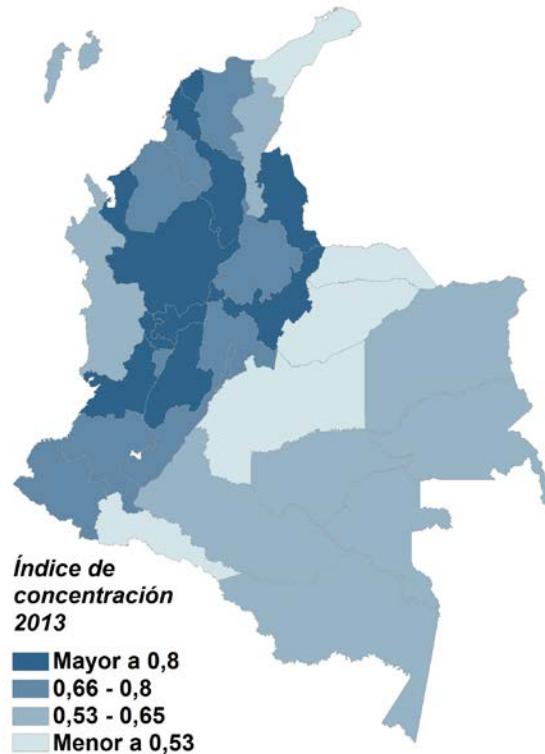 Índice de
concentración
2013
Mayor a 0,8
0,66 - 0,8
0,53 - 0,65
Menor a 0,53